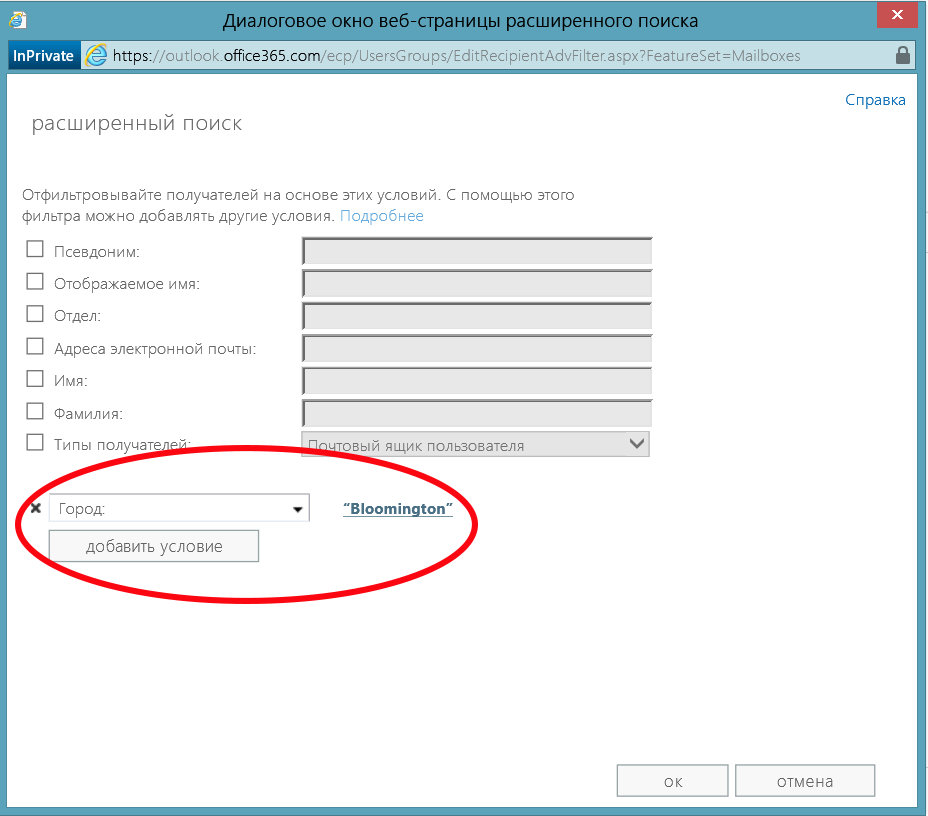 Диалоговое окно веб-страницы расширенного поиска
InPrivate https://outlook.office365.com/ecp/UsersGroups/EditRecipientAdvFilter.aspx?FeatureSet=Mailboxes
Справка
расширенный поиск
Отфильтровывайте получателей на основе этих условий. С помощью этого
фильтра можно добавлять другие условия. Подробнее
Псевдоним:
Отображаемое имя:
Отдел:
Адреса электронной почты:
Имя:
Фамилия:
Типы получателей: Почтовый ящик пользователя
Город: “Bloomington”
добавить условие
ок отмена